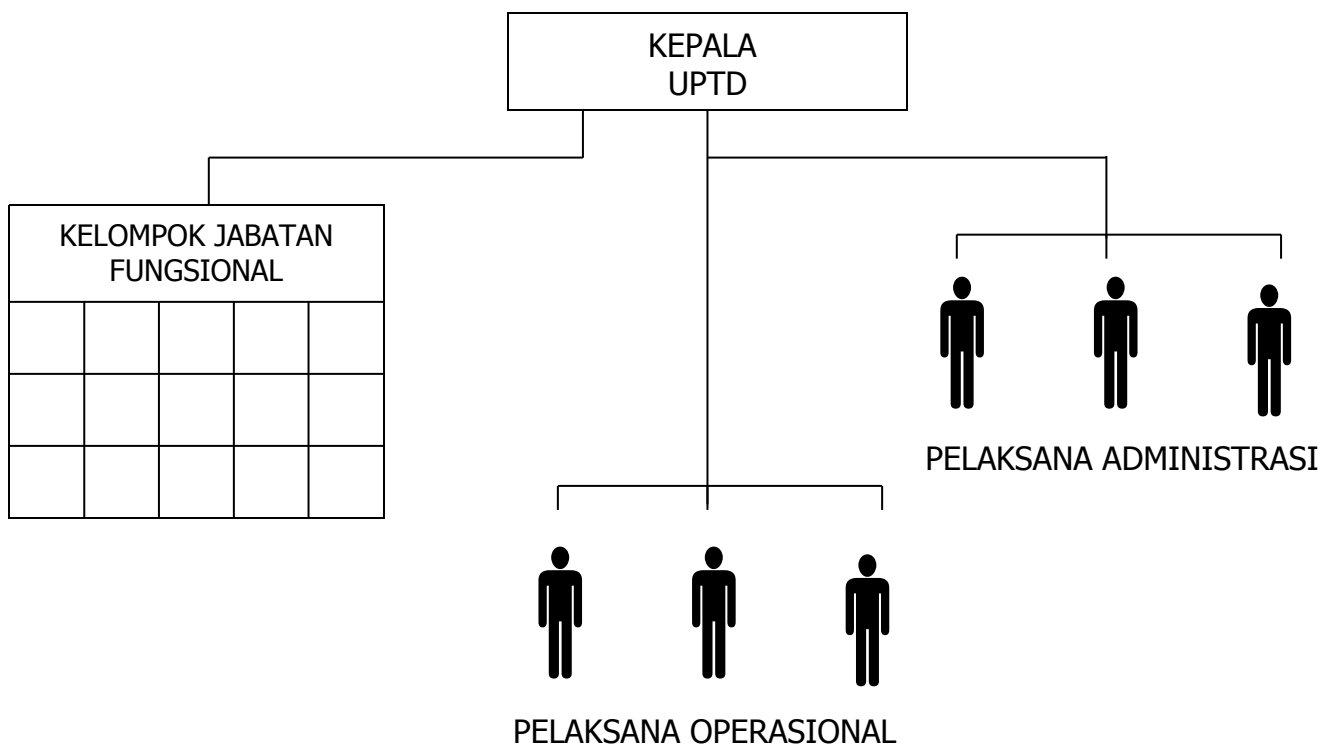 KEPALA
UPTD
KELOMPOK JABATAN
FUNGSIONAL
PELAKSANA ADMINISTRASI
PELAKSANA OPERASIONAL